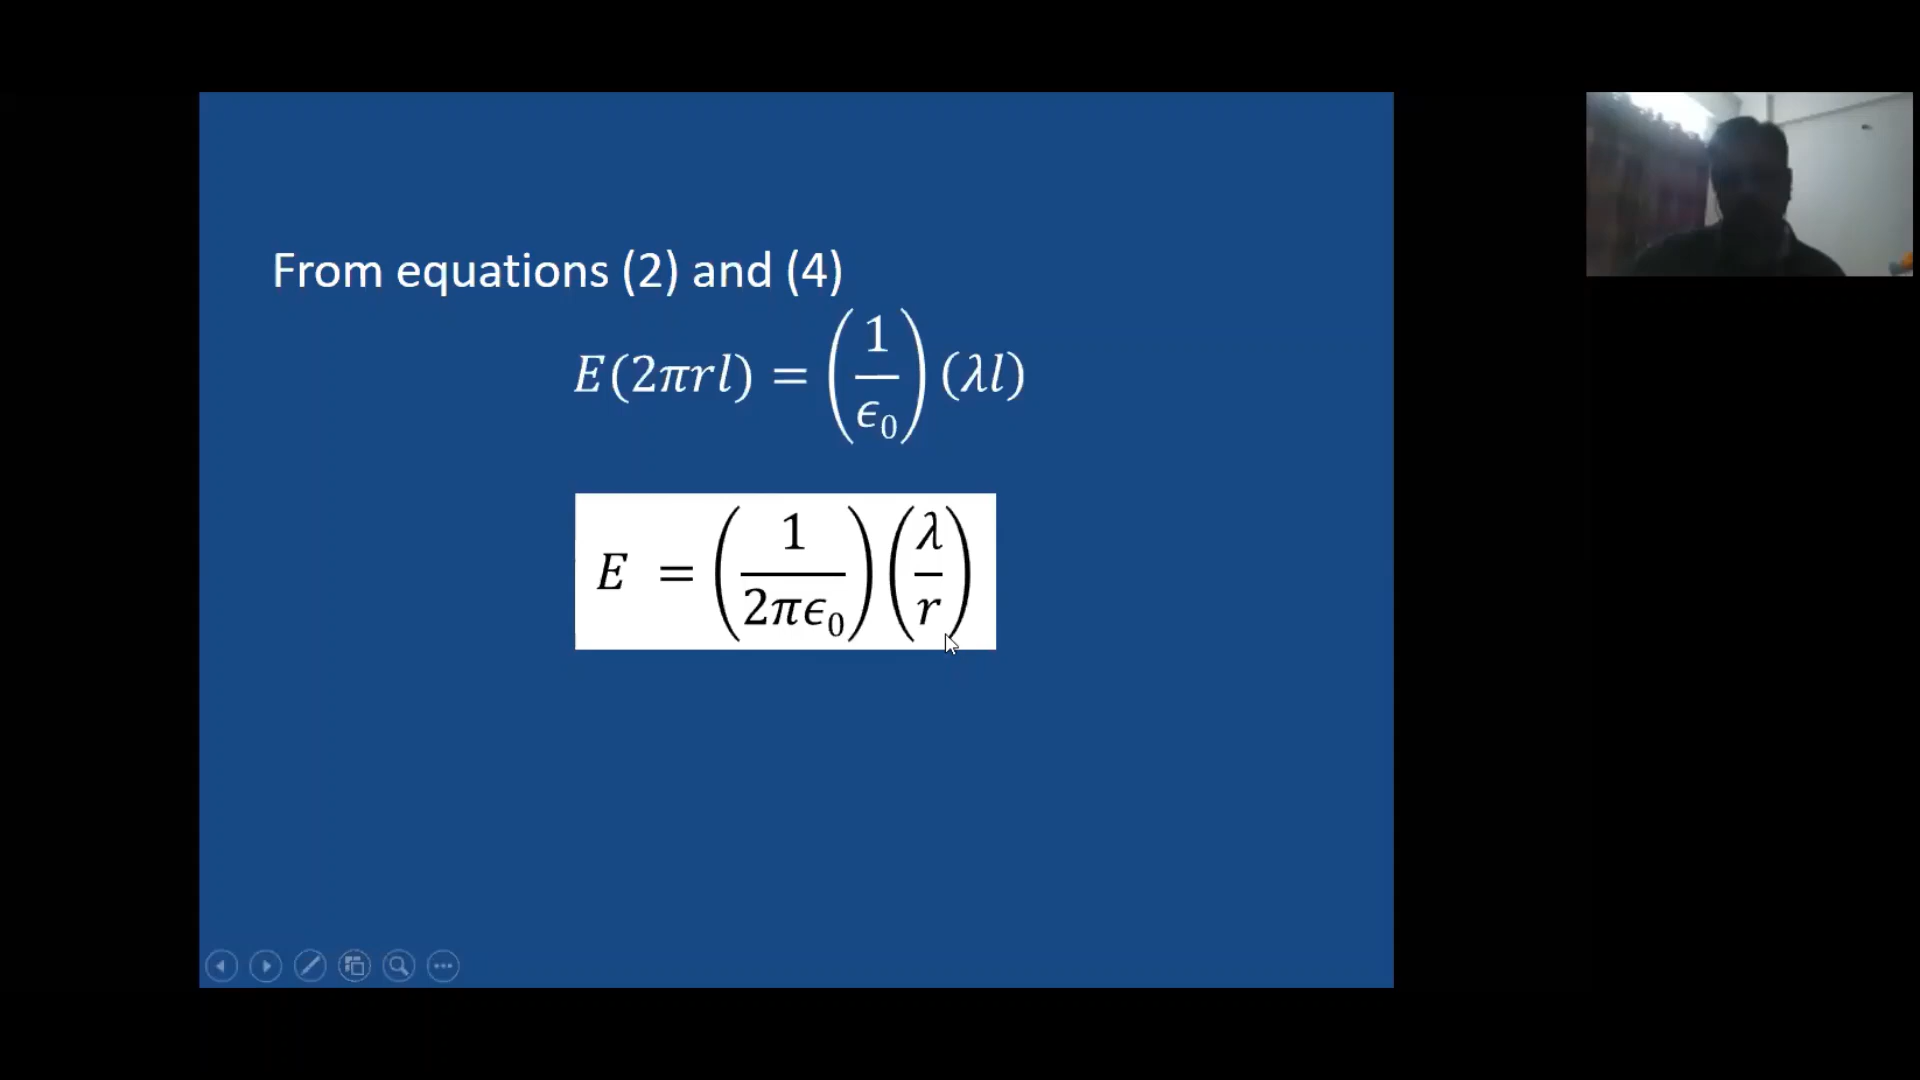 From equations (2) and (4)
E(2πrl) = (1/ϵ₀)(λl)
E = (1/2πϵ₀)(λ/r)